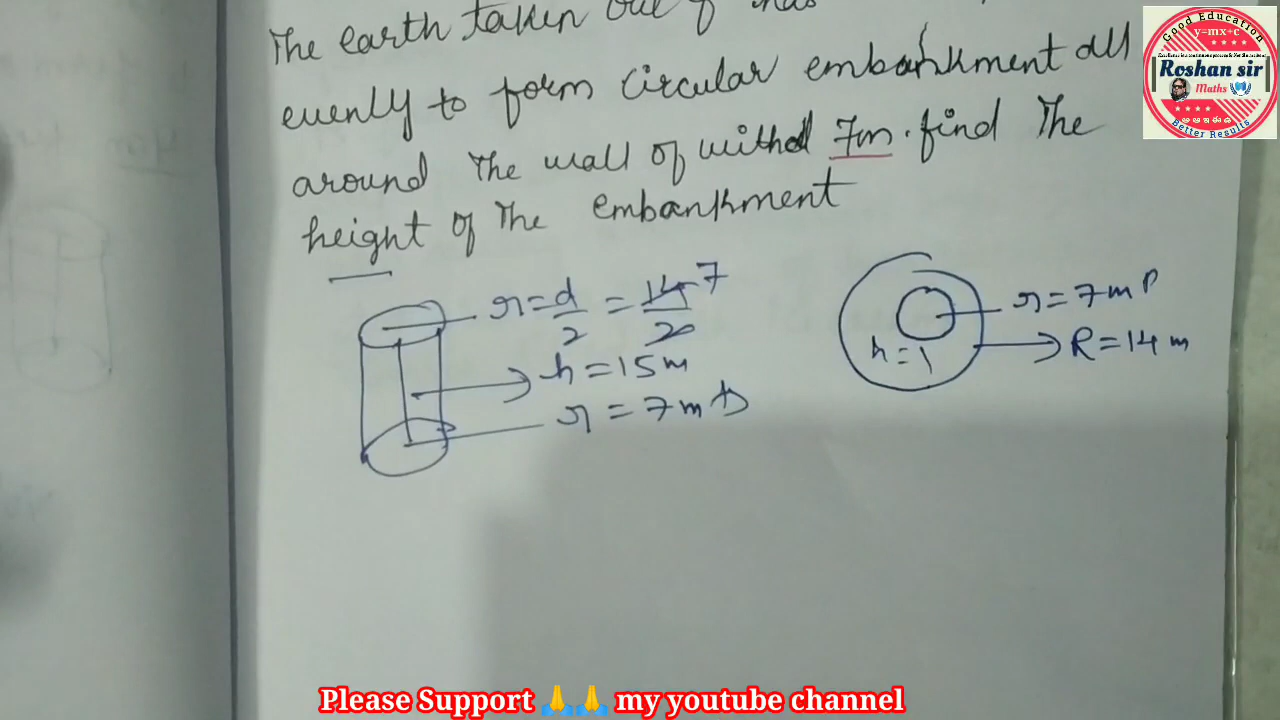 The earth taken out of
evenly to form circular embankment all
around The wall of width 7m. find The
height of The embankment
r = d/2 = 14/2 7
h = 15m
r = 7m
r = 7m
R = 14 m
h =
Good Education
y=mx+c
Roshan sir
Maths
Better Results
Please Support 🙏🙏 my youtube channel